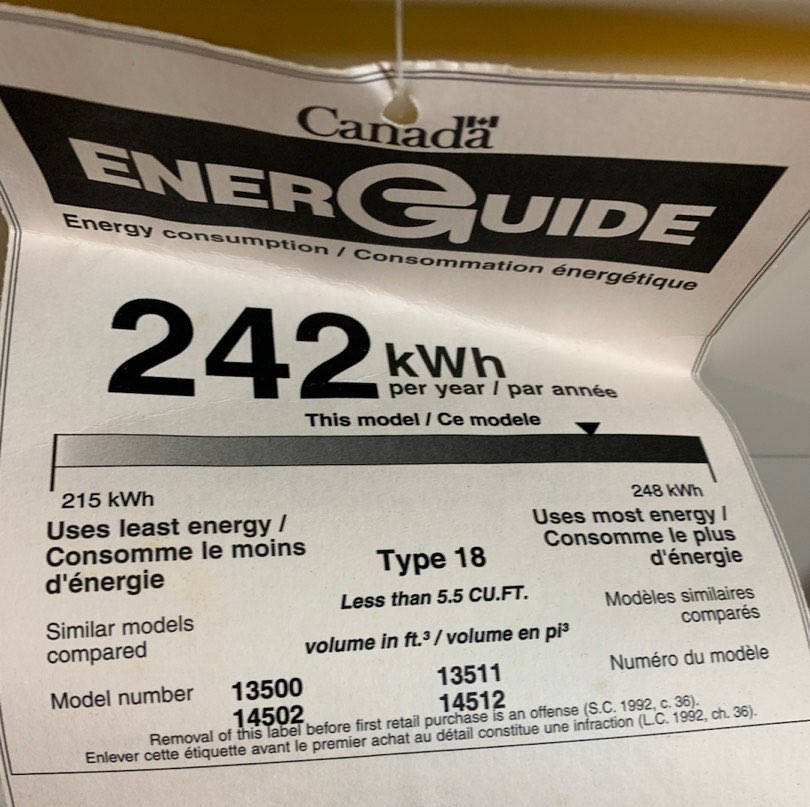 Canada
ENERGUIDE
Energy consumption / Consommation énergétique
242 kWh
per year / par année
This model / Ce modele
215 kWh
248 kWh
Uses least energy /
Consomme le moins
d'énergie
Uses most energy /
Consomme le plus
d'énergie
Type 18
Less than 5.5 CU.FT.
Similar models
compared
Modèles similaires
comparés
volume in ft.³ / volume en pi³
Model number
13500
13511
14502
14512
Numéro du modèle
Removal of this label before first retail purchase is an offense (S.C. 1992, c. 36).
Enlever cette étiquette avant le premier achat au détail constitue une infraction (L.C. 1992, ch. 36).